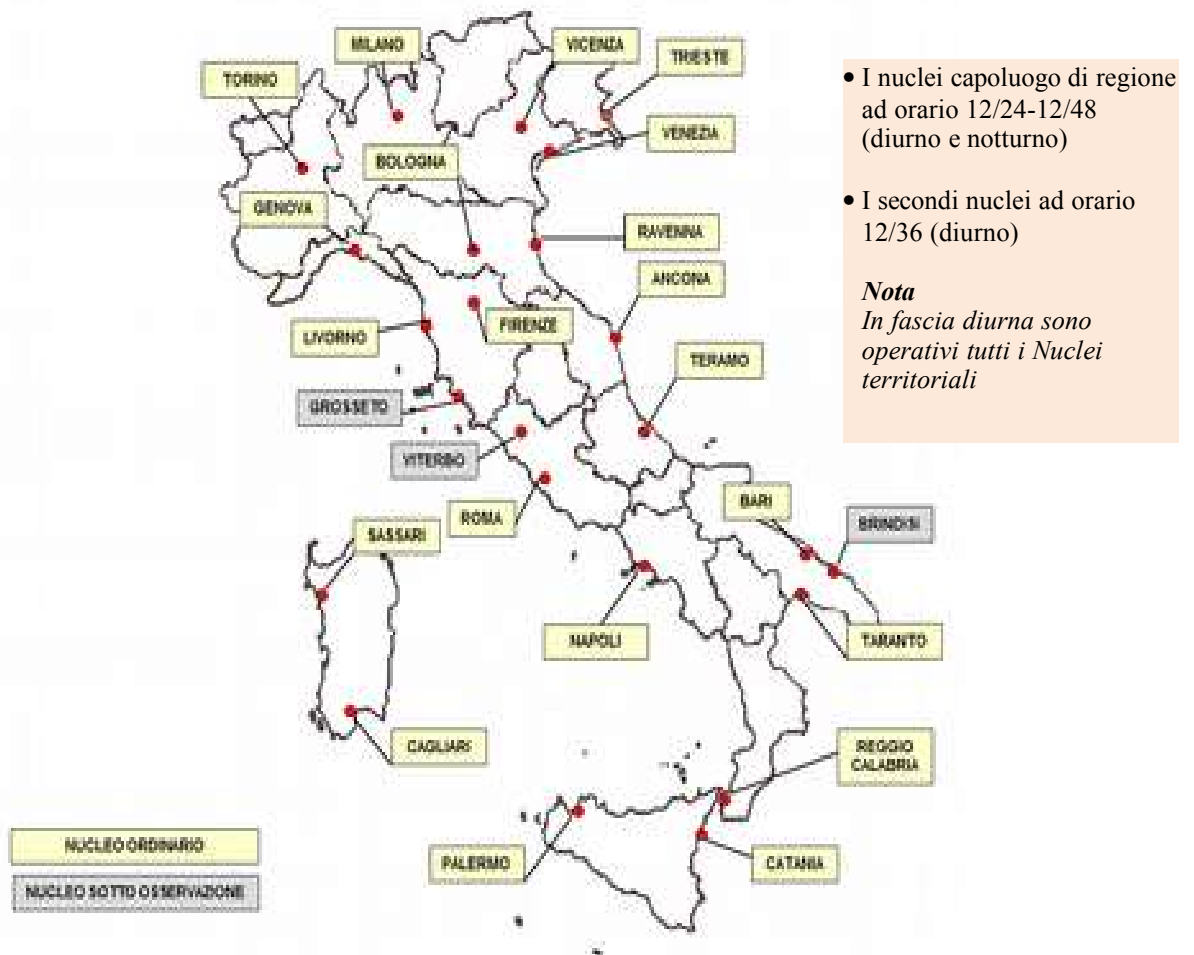 MILANO
VICENZA
TRIESTE
TORINO
VENEZIA
BOLOGNA
GENOVA
RAVENNA
ANCONA
LIVORNO
FIRENZE
TERAMO
GROSSETO
VITERBO
BARI
ROMA
BRINDISI
SASSARI
NAPOLI
TARANTO
CAGLIARI
REGGIO
CALABRIA
PALERMO
CATANIA
NUCLEO ORDINARIO
NUCLEO SOTTO OSSERVAZIONE
• I nuclei capoluogo di regione
ad orario 12/24-12/48
(diurno e notturno)
• I secondi nuclei ad orario
12/36 (diurno)
Nota
In fascia diurna sono
operativi tutti i Nuclei
territoriali